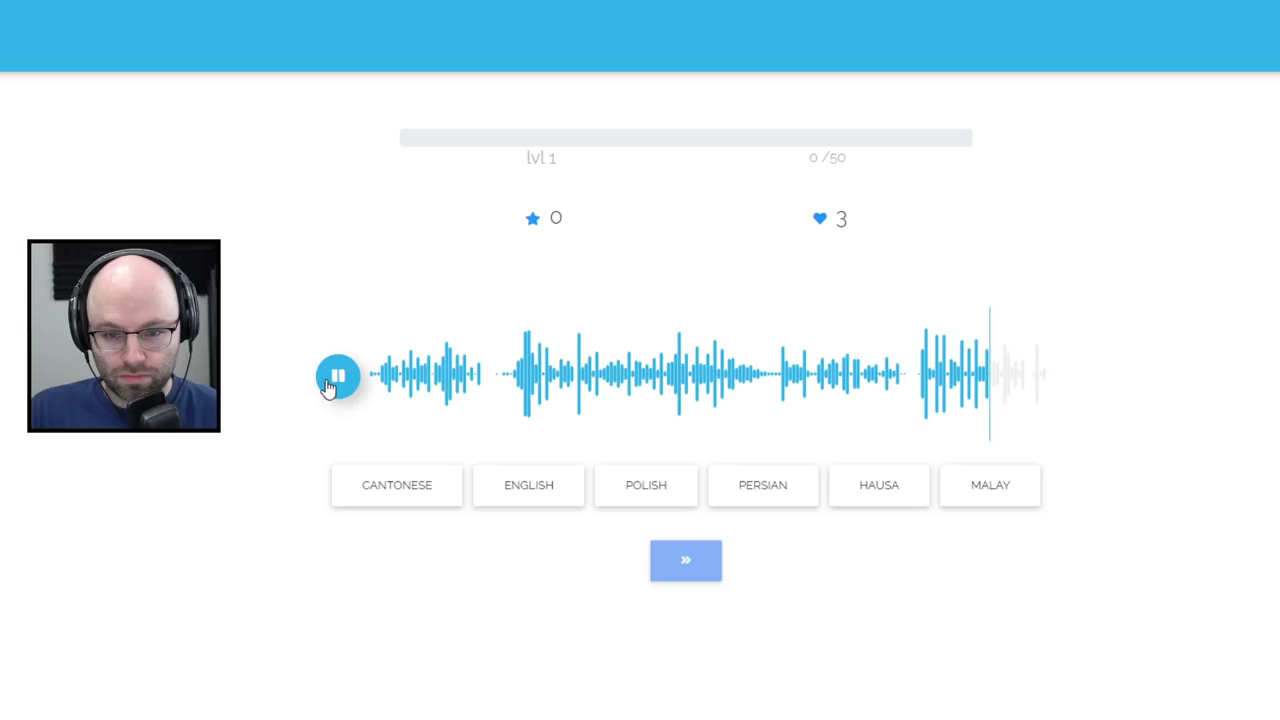 lvl 1
0 /50
0
3
CANTONESE
ENGLISH
POLISH
PERSIAN
HAUSA
MALAY
»